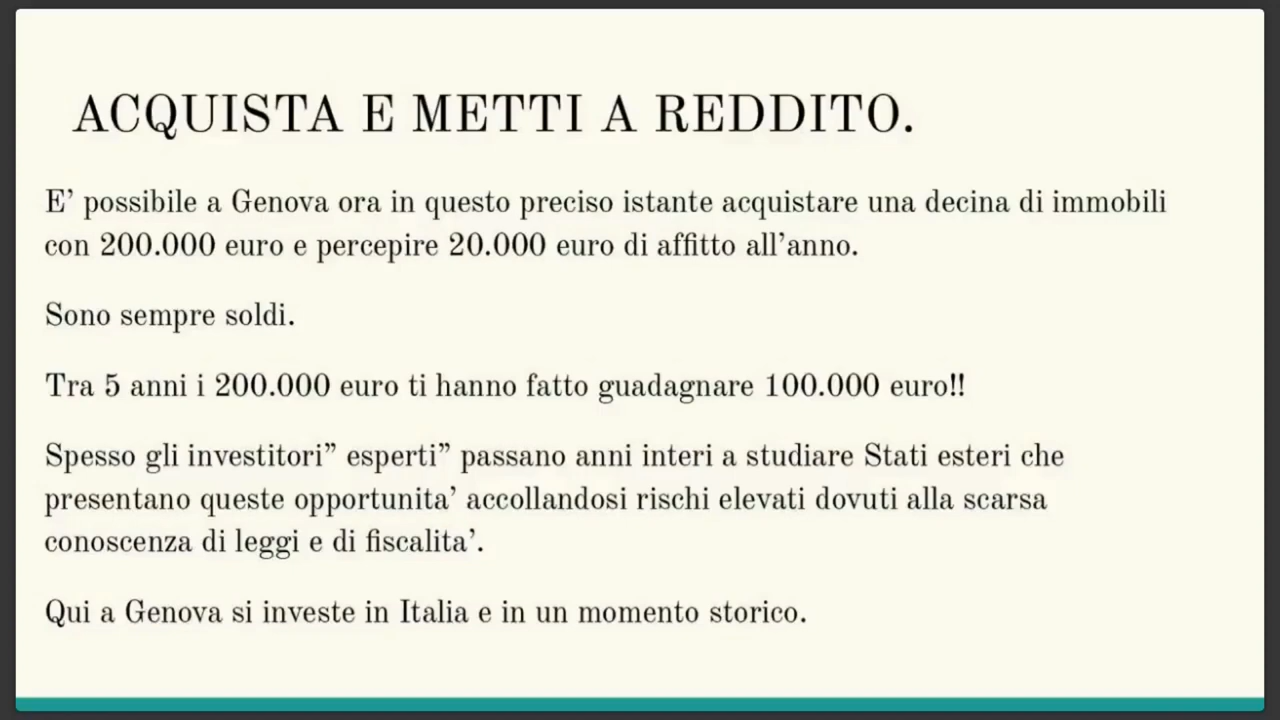 ACQUISTA E METTI A REDDITO.
E’ possibile a Genova ora in questo preciso istante acquistare una decina di immobili
con 200.000 euro e percepire 20.000 euro di affitto all’anno.
Sono sempre soldi.
Tra 5 anni i 200.000 euro ti hanno fatto guadagnare 100.000 euro!!
Spesso gli investitori” esperti” passano anni interi a studiare Stati esteri che
presentano queste opportunita’ accollandosi rischi elevati dovuti alla scarsa
conoscenza di leggi e di fiscalita’.
Qui a Genova si investe in Italia e in un momento storico.